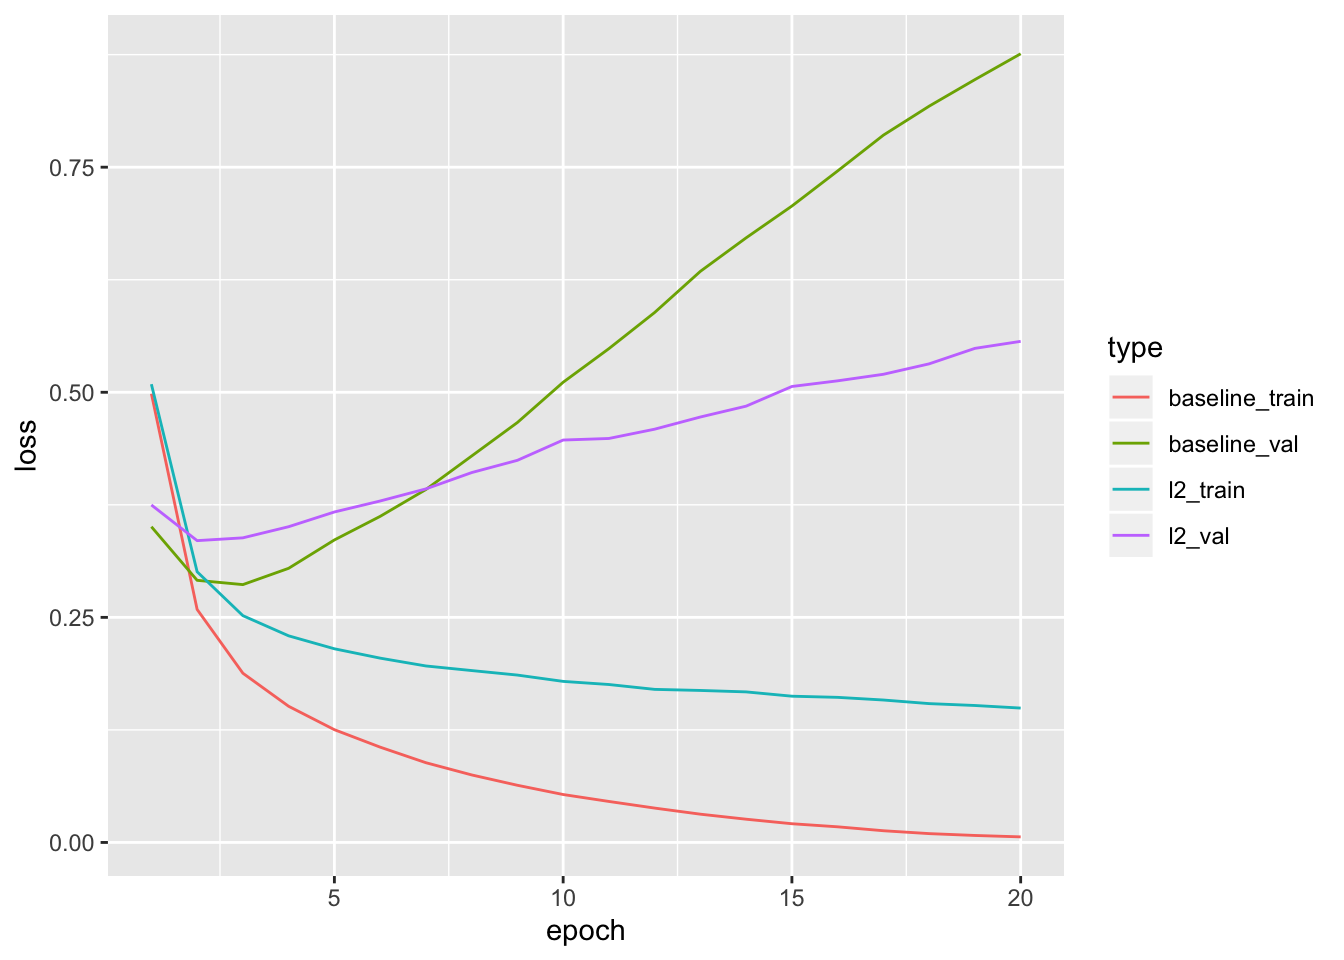 0.75
0.50
0.25
0.00
loss
5
10
15
20
epoch
type
baseline_train
baseline_val
l2_train
l2_val